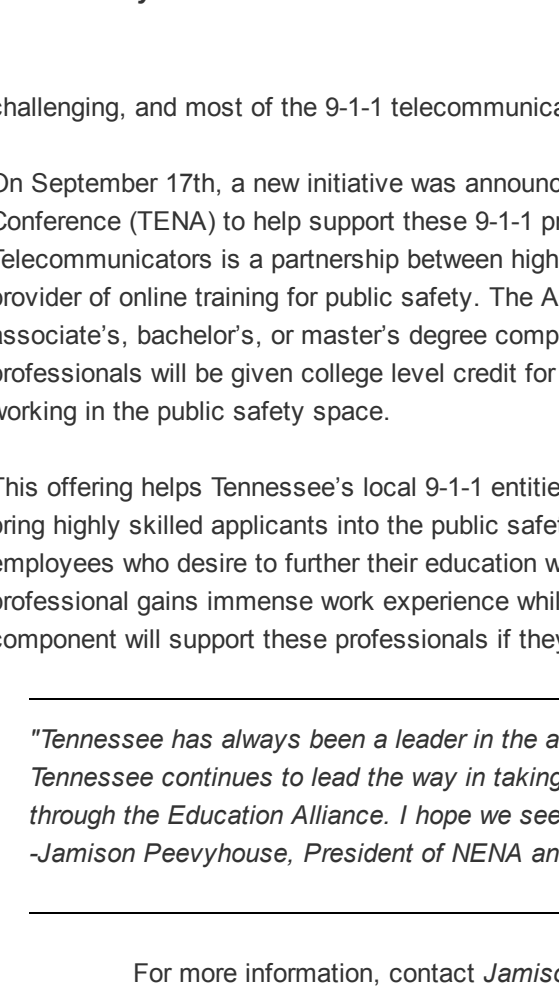 challenging, and most of the 9-1-1 telecommunica
On September 17th, a new initiative was announc
Conference (TENA) to help support these 9-1-1 pr
Telecommunicators is a partnership between high
provider of online training for public safety. The A
associate's, bachelor's, or master's degree comp
professionals will be given college level credit for
working in the public safety space.
This offering helps Tennessee's local 9-1-1 entitie
bring highly skilled applicants into the public safe
employees who desire to further their education w
professional gains immense work experience whil
component will support these professionals if they
"Tennessee has always been a leader in the a
Tennessee continues to lead the way in taking
through the Education Alliance. I hope we see
-Jamison Peevyhouse, President of NENA an
For more information, contact Jamiso